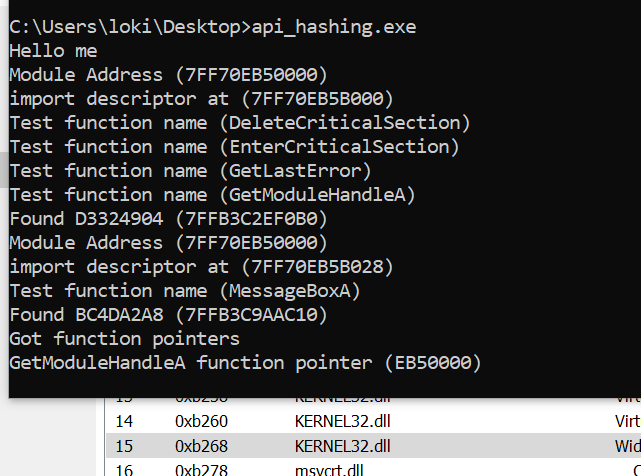 C:\Users\loki\Desktop>api_hashing.exe
Hello me
Module Address (7FF70EB50000)
import descriptor at (7FF70EB5B000)
Test function name (DeleteCriticalSection)
Test function name (EnterCriticalSection)
Test function name (GetLastError)
Test function name (GetModuleHandleA)
Found D3324904 (7FFB3C2EF0B0)
Module Address (7FF70EB50000)
import descriptor at (7FF70EB5B028)
Test function name (MessageBoxA)
Found BC4DA2A8 (7FFB3C9AAC10)
Got function pointers
GetModuleHandleA function pointer (EB50000)
KERNEL32.dll
14 0xb260 KERNEL32.dll Virt
15 0xb268 KERNEL32.dll Wid
16 0xb278 msvcrt.dll